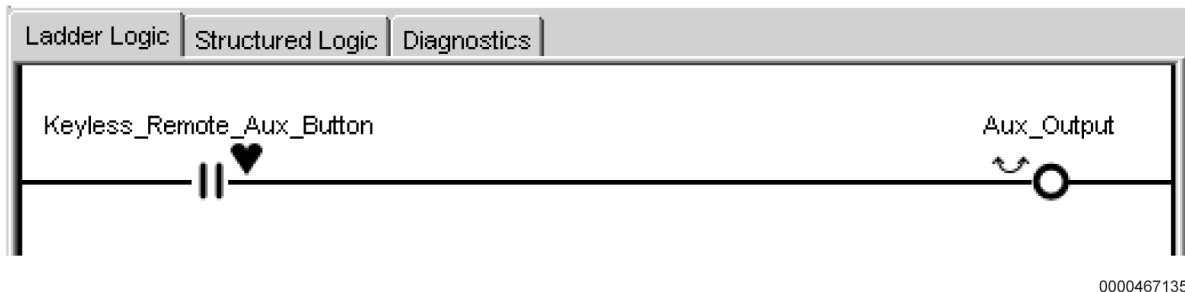 Ladder Logic Structured Logic Diagnostics
Keyless_Remote_Aux_Button Aux_Output
0000467135